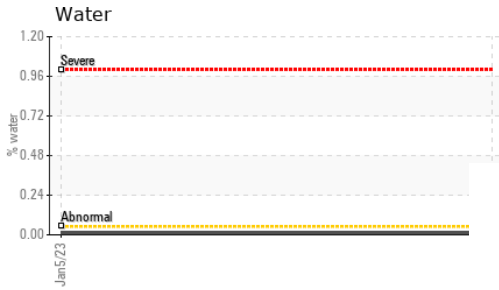 Water
1.20
Severe
0.96
0.72
% water
0.48
0.24
Abnormal
0.00
Jan5/23